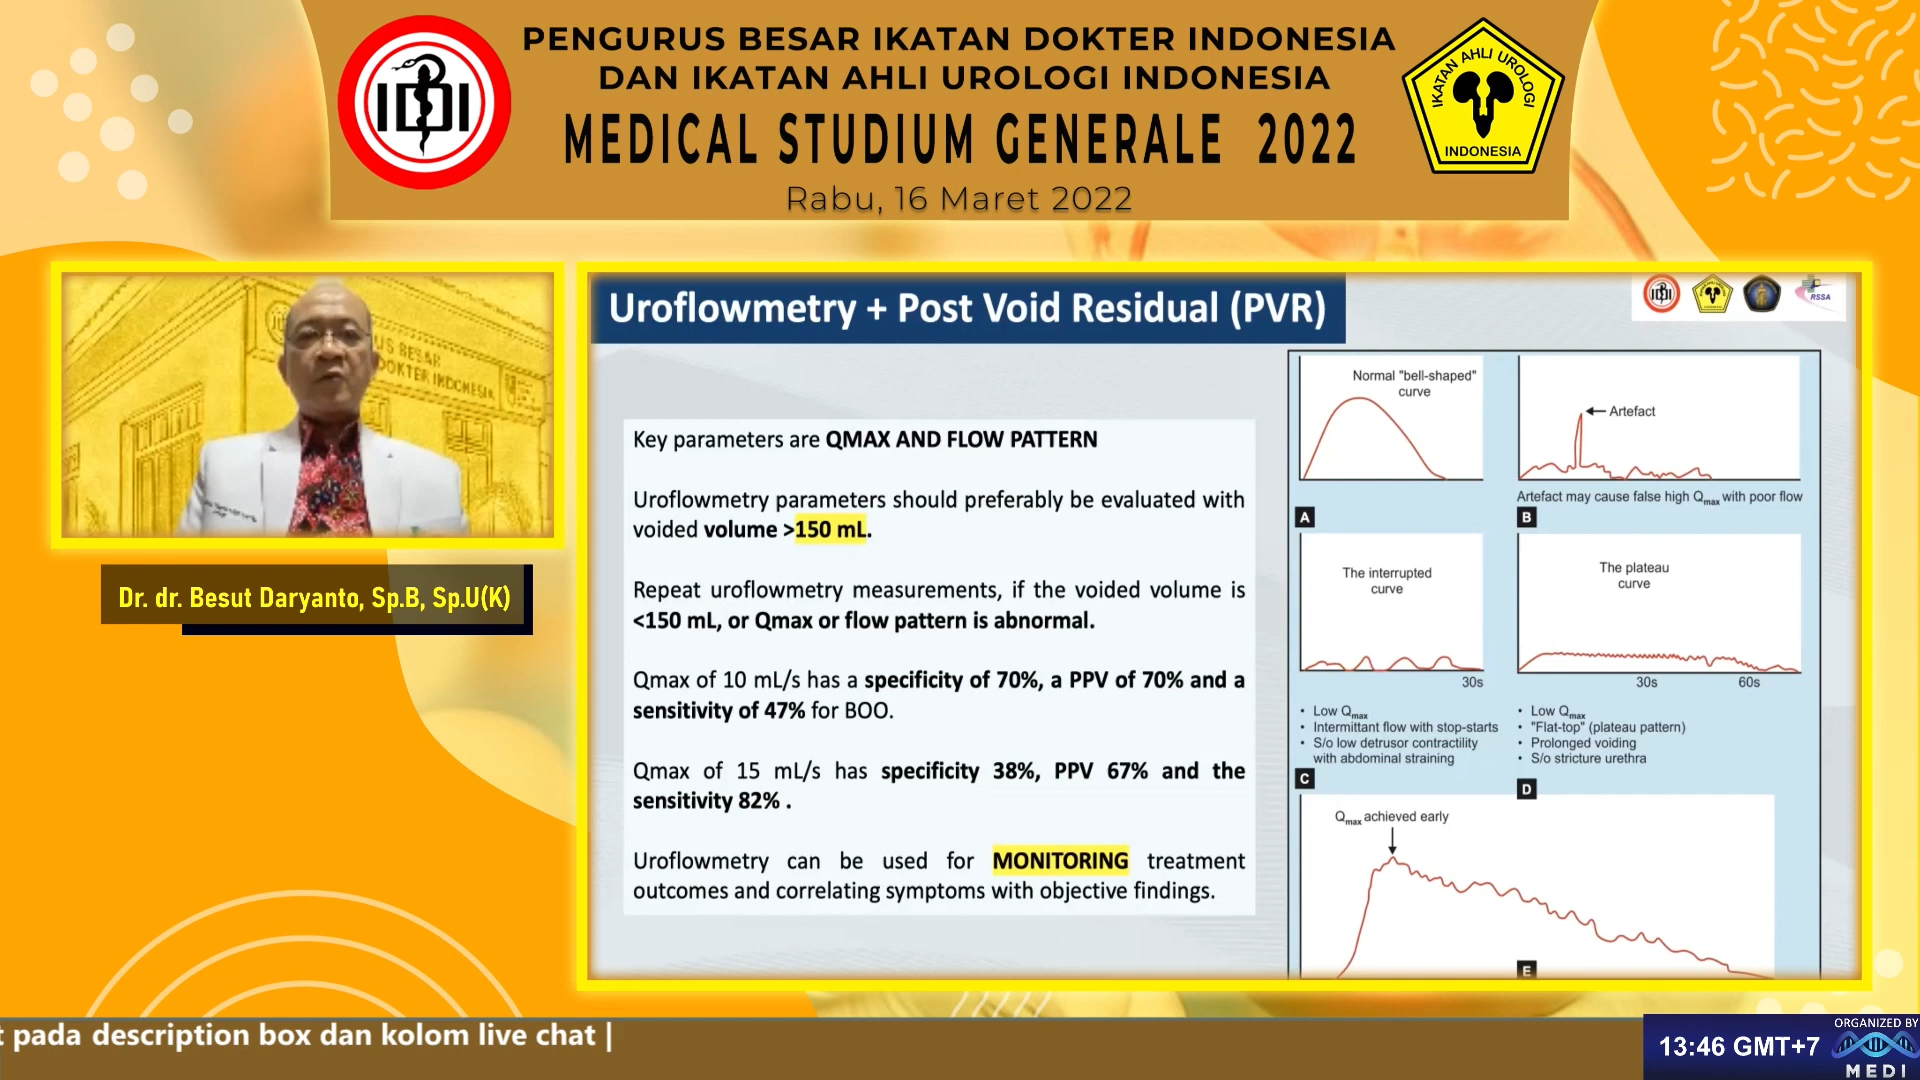 PENGURUS BESAR IKATAN DOKTER INDONESIA
DAN IKATAN AHLI UROLOGI INDONESIA
MEDICAL STUDIUM GENERALE 2022
Rabu, 16 Maret 2022
IDI
IKATAN AHLI UROLOGI
INDONESIA
US BESAR
DOKTER INDONESIA
Dr. dr. Besut Daryanto, Sp.B, Sp.U(K)
Uroflowmetry + Post Void Residual (PVR)
RSSA
Key parameters are QMAX AND FLOW PATTERN
Uroflowmetry parameters should preferably be evaluated with
voided volume >150 mL.
Repeat uroflowmetry measurements, if the voided volume is
<150 mL, or Qmax or flow pattern is abnormal.
Qmax of 10 mL/s has a specificity of 70%, a PPV of 70% and a
sensitivity of 47% for BOO.
Qmax of 15 mL/s has specificity 38%, PPV 67% and the
sensitivity 82% .
Uroflowmetry can be used for MONITORING treatment
outcomes and correlating symptoms with objective findings.
Normal "bell-shaped"
curve
A
Artefact
Artefact may cause false high Qmax with poor flow
B
The interrupted
curve
30s
• Low Qmax
• Intermittant flow with stop-starts
• S/o low detrusor contractility
with abdominal straining
C
The plateau
curve
30s 60s
• Low Qmax
• "Flat-top" (plateau pattern)
• Prolonged voiding
• S/o stricture urethra
D
Qmax achieved early
E
pada description box dan kolom live chat |
13:46 GMT+7
ORGANIZED BY
MEDI